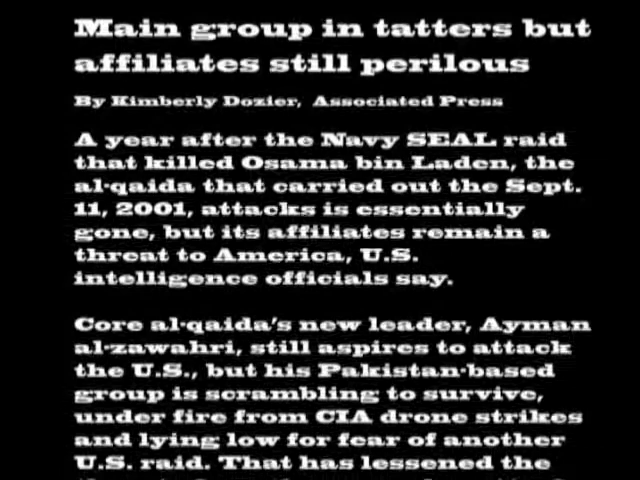 Main group in tatters but
affiliates still perilous
By Kimberly Dozier, Associated Press
A year after the Navy SEAL raid
that killed Osama bin Laden, the
al-qaida that carried out the Sept.
11, 2001, attacks is essentially
gone, but its affiliates remain a
threat to America, U.S.
intelligence officials say.
Core al-qaida's new leader, Ayman
al-zawahri, still aspires to attack
the U.S., but his Pakistan-based
group is scrambling to survive,
under fire from CIA drone strikes
and lying low for fear of another
U.S. raid. That has lessened the